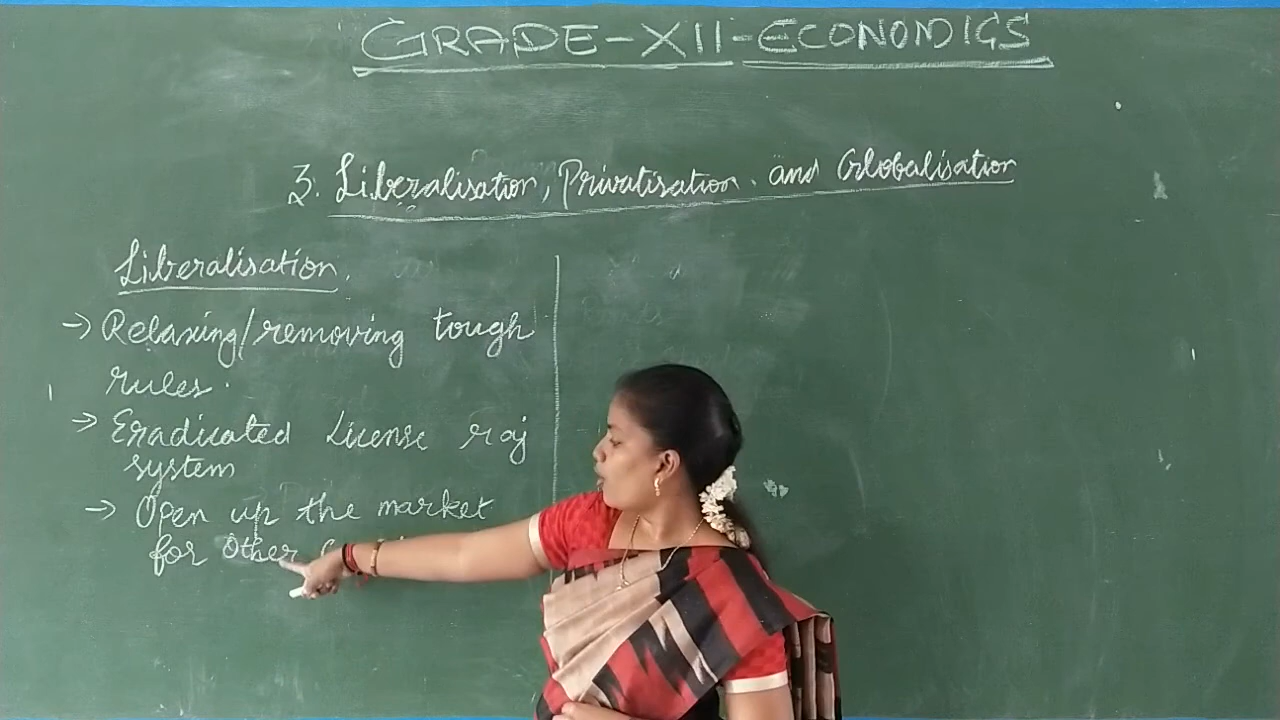 GRADE-XII-ECONOMICS
3. Liberalisation, Privatisation. and Globalisation
Liberalisation.
→ Relaxing/removing tough
rules.
→ Eradicated License raj
system
→ Open up the market
for other